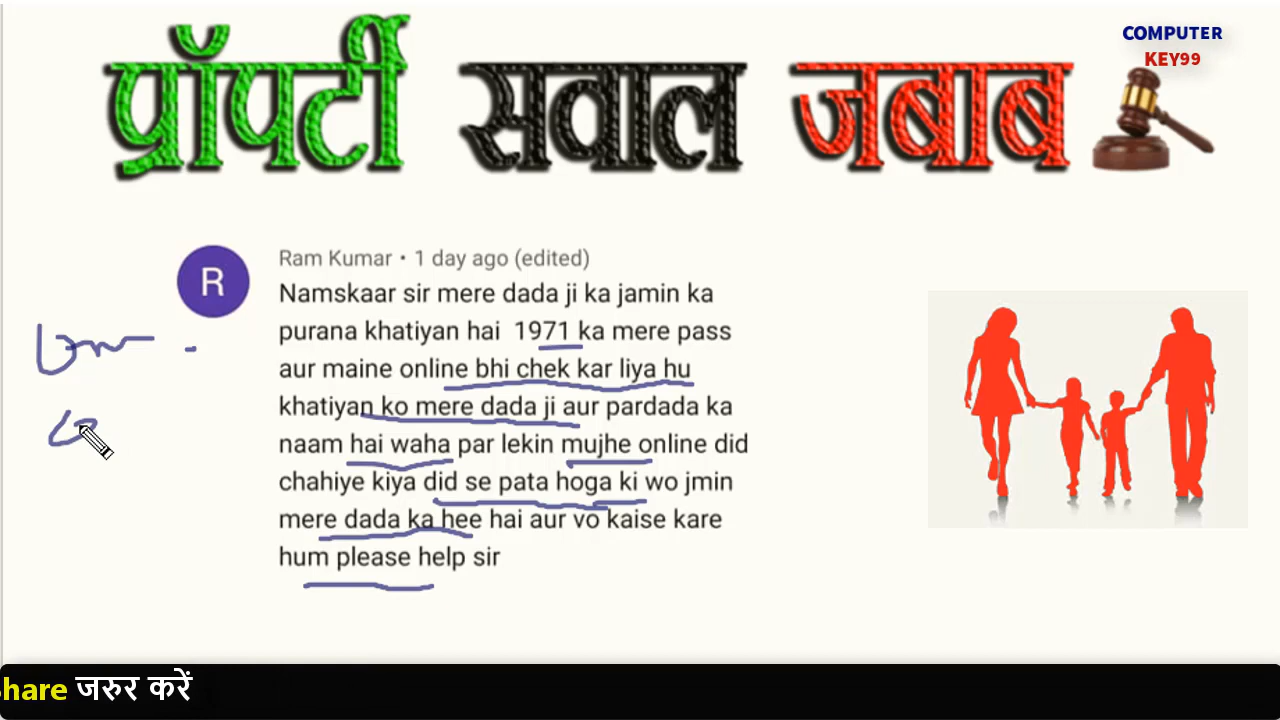 COMPUTER
KEY99
प्रॉपर्टी सवाल जबाब
R
Ram Kumar • 1 day ago (edited)
Namskaar sir mere dada ji ka jamin ka
purana khatiyan hai 1971 ka mere pass
aur maine online bhi chek kar liya hu
khatiyan ko mere dada ji aur pardada ka
naam hai waha par lekin mujhe online did
chahiye kiya did se pata hoga ki wo jmin
mere dada ka hee hai aur vo kaise kare
hum please help sir
hare जरुर करें